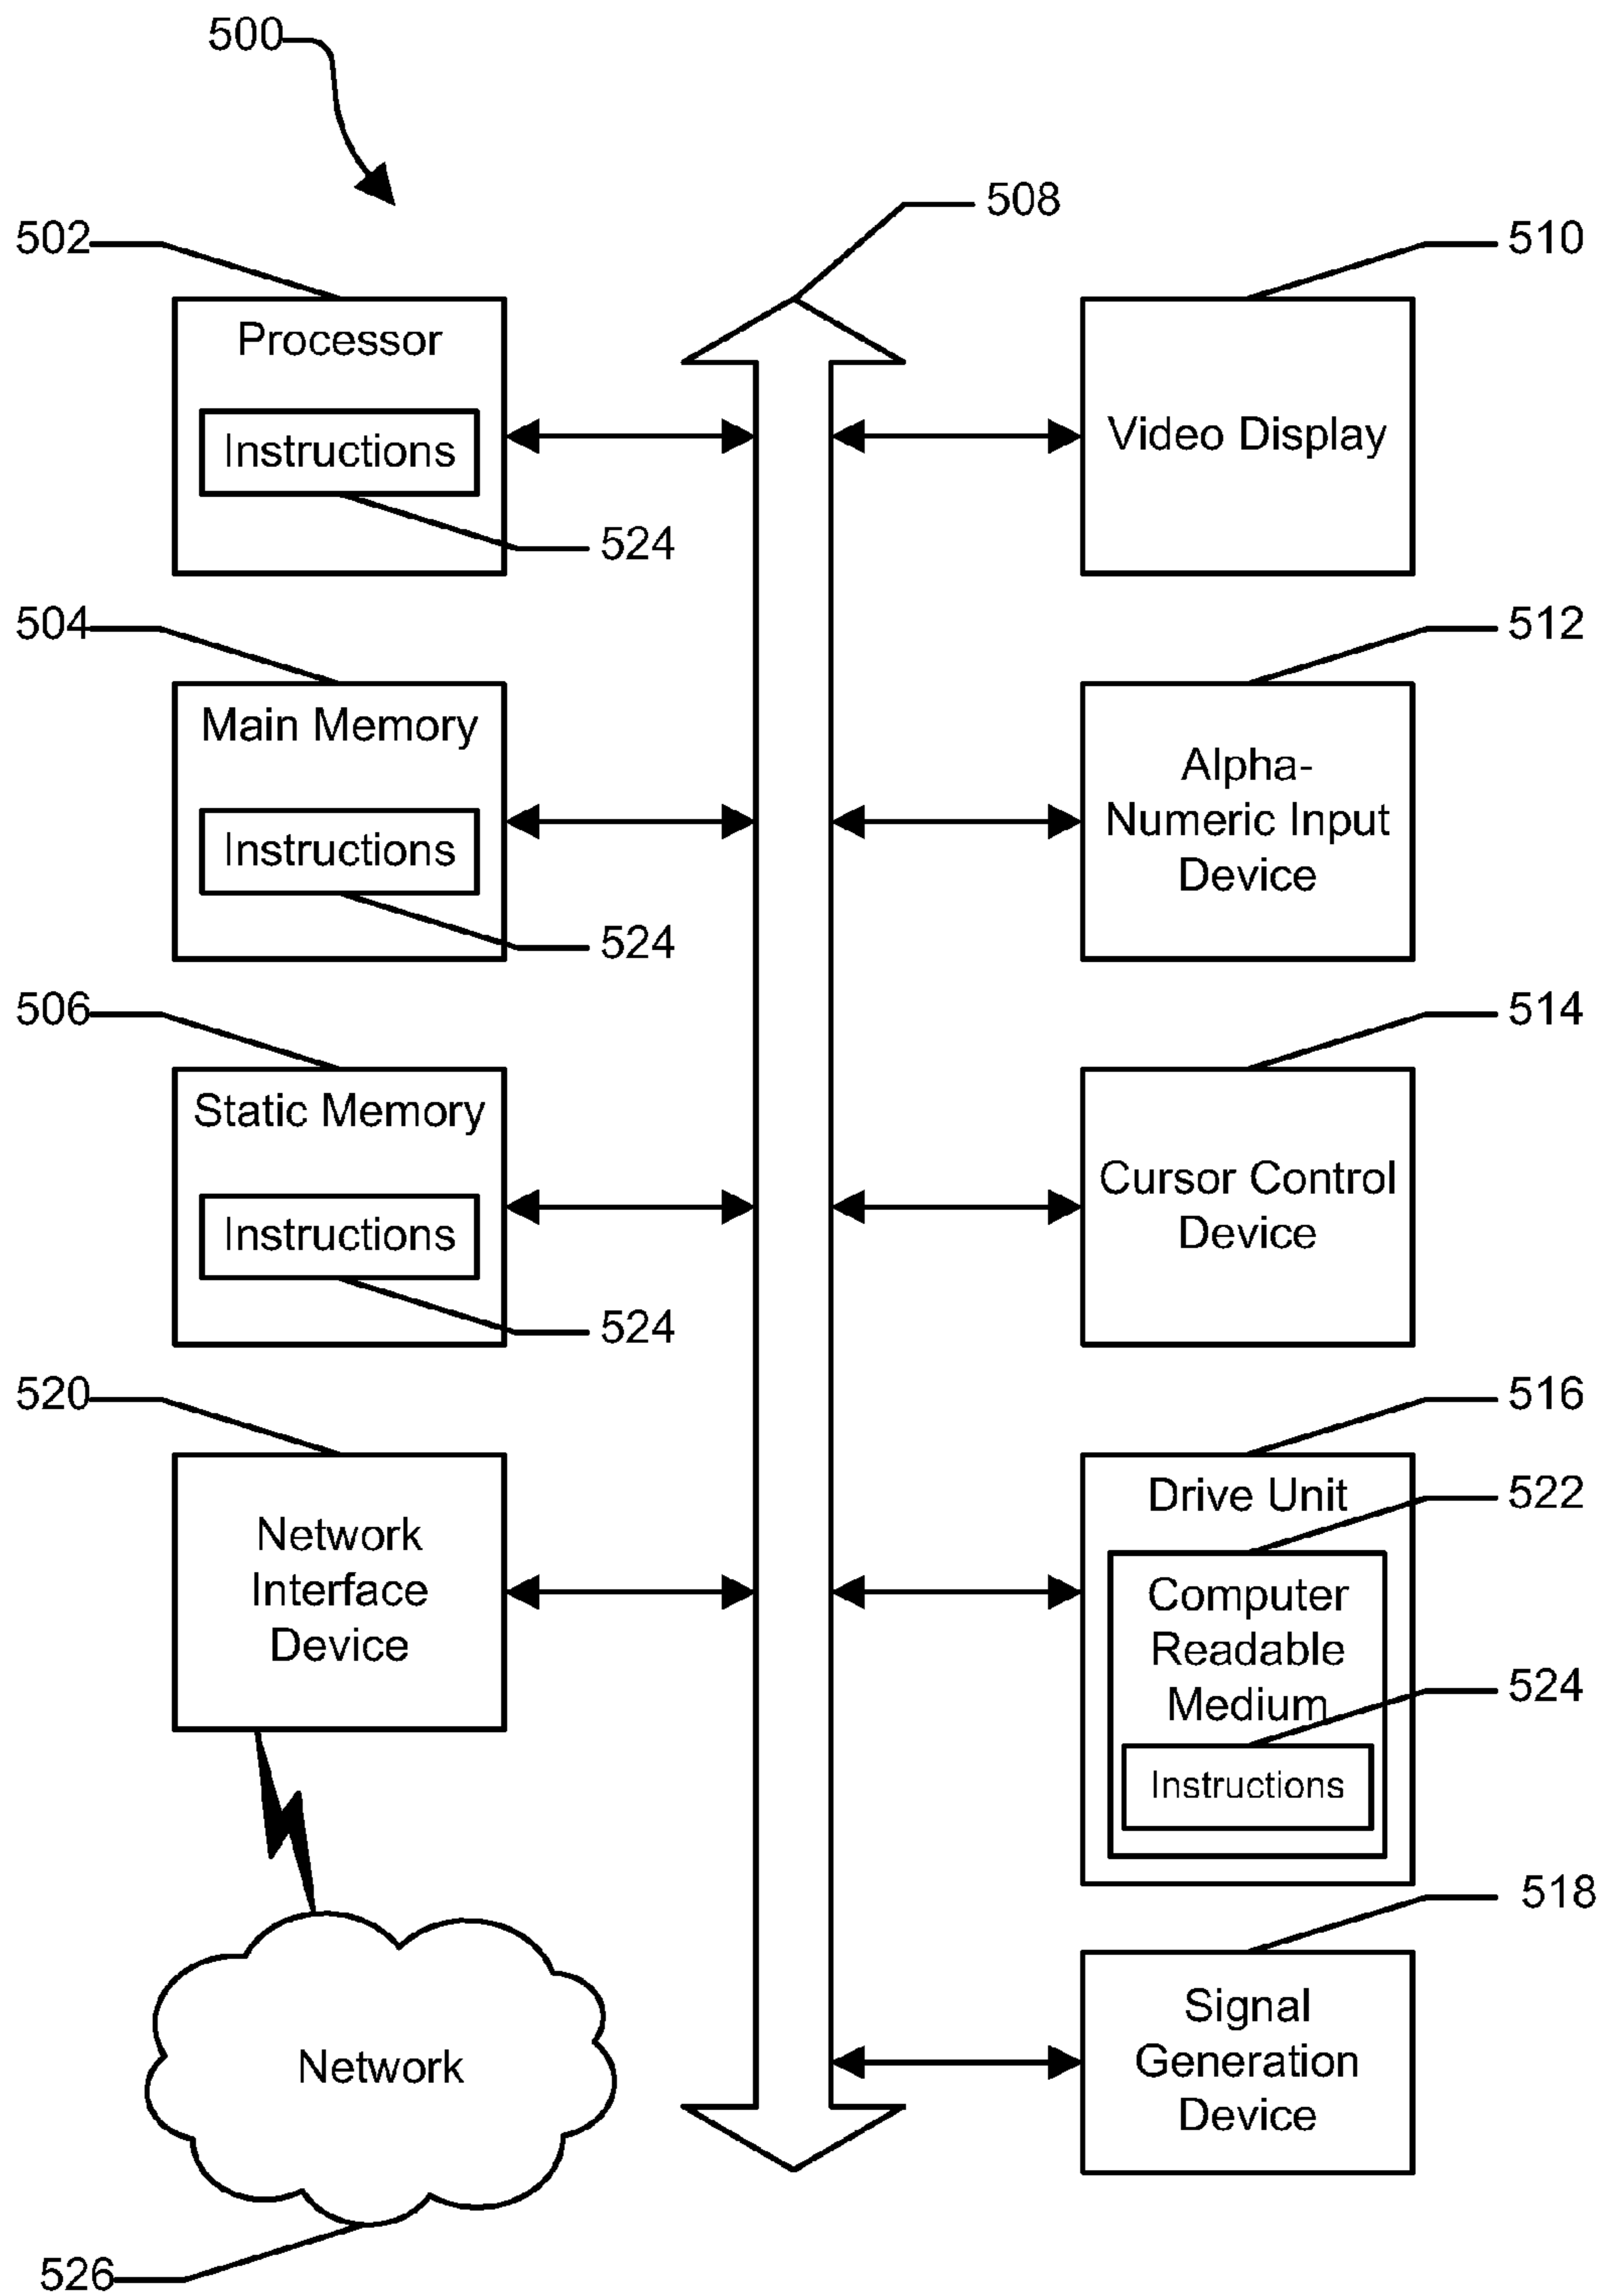 500
508
502
510
Processor
Instructions
524
Video Display
504
512
Main Memory
Instructions
524
Alpha-
Numeric Input
Device
506
514
Static Memory
Instructions
524
Cursor Control
Device
520
516
Network
Interface
Device
Drive Unit
522
Computer
Readable
Medium
524
Instructions
518
Signal
Generation
Device
Network
526